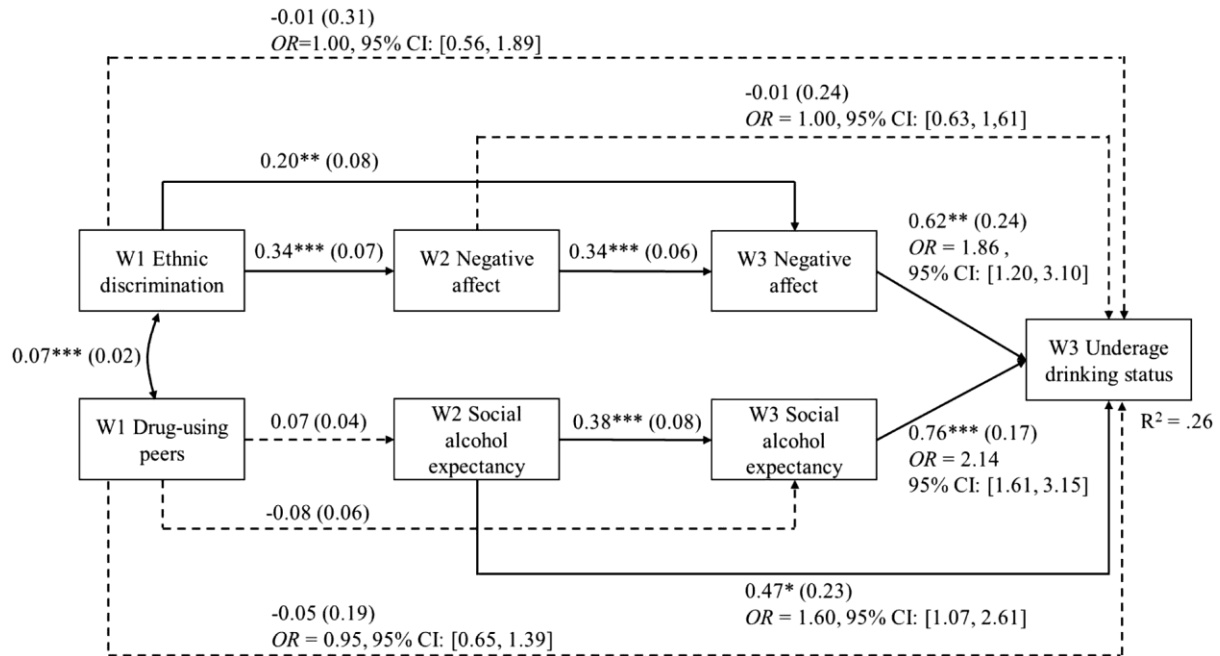 -0.01 (0.31)
OR=1.00, 95% CI: [0.56, 1.89]
-0.01 (0.24)
OR = 1.00, 95% CI: [0.63, 1,61]
0.20** (0.08)
W1 Ethnic
discrimination
0.34*** (0.07)
W2 Negative
affect
0.34*** (0.06)
W3 Negative
affect
0.62** (0.24)
OR = 1.86 ,
95% CI: [1.20, 3.10]
0.07*** (0.02)
W3 Underage
drinking status
R² = .26
W1 Drug-using
peers
0.07 (0.04)
W2 Social
alcohol
expectancy
0.38*** (0.08)
W3 Social
alcohol
expectancy
0.76*** (0.17)
OR = 2.14
95% CI: [1.61, 3.15]
-0.08 (0.06)
0.47* (0.23)
OR = 1.60, 95% CI: [1.07, 2.61]
-0.05 (0.19)
OR = 0.95, 95% CI: [0.65, 1.39]